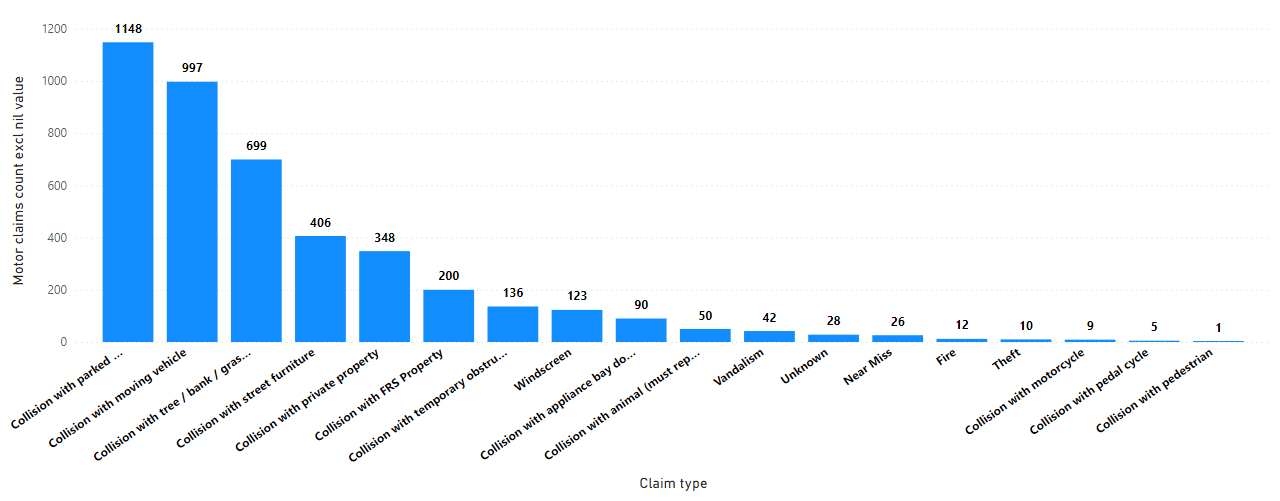 Motor claims count excl nil value
1200
1000
800
600
400
200
0
1148
997
699
406
348
200
136
123
90
50
42
28
26
12
10
9
5
1
Collision with parked ...
Collision with moving vehicle
Collision with tree / bank / gras...
Collision with street furniture
Collision with private property
Collision with FRS Property
Collision with temporary obstru...
Windscreen
Collision with appliance bay do...
Collision with animal (must rep...
Vandalism
Unknown
Near Miss
Fire
Theft
Collision with motorcycle
Collision with pedal cycle
Collision with pedestrian
Claim type